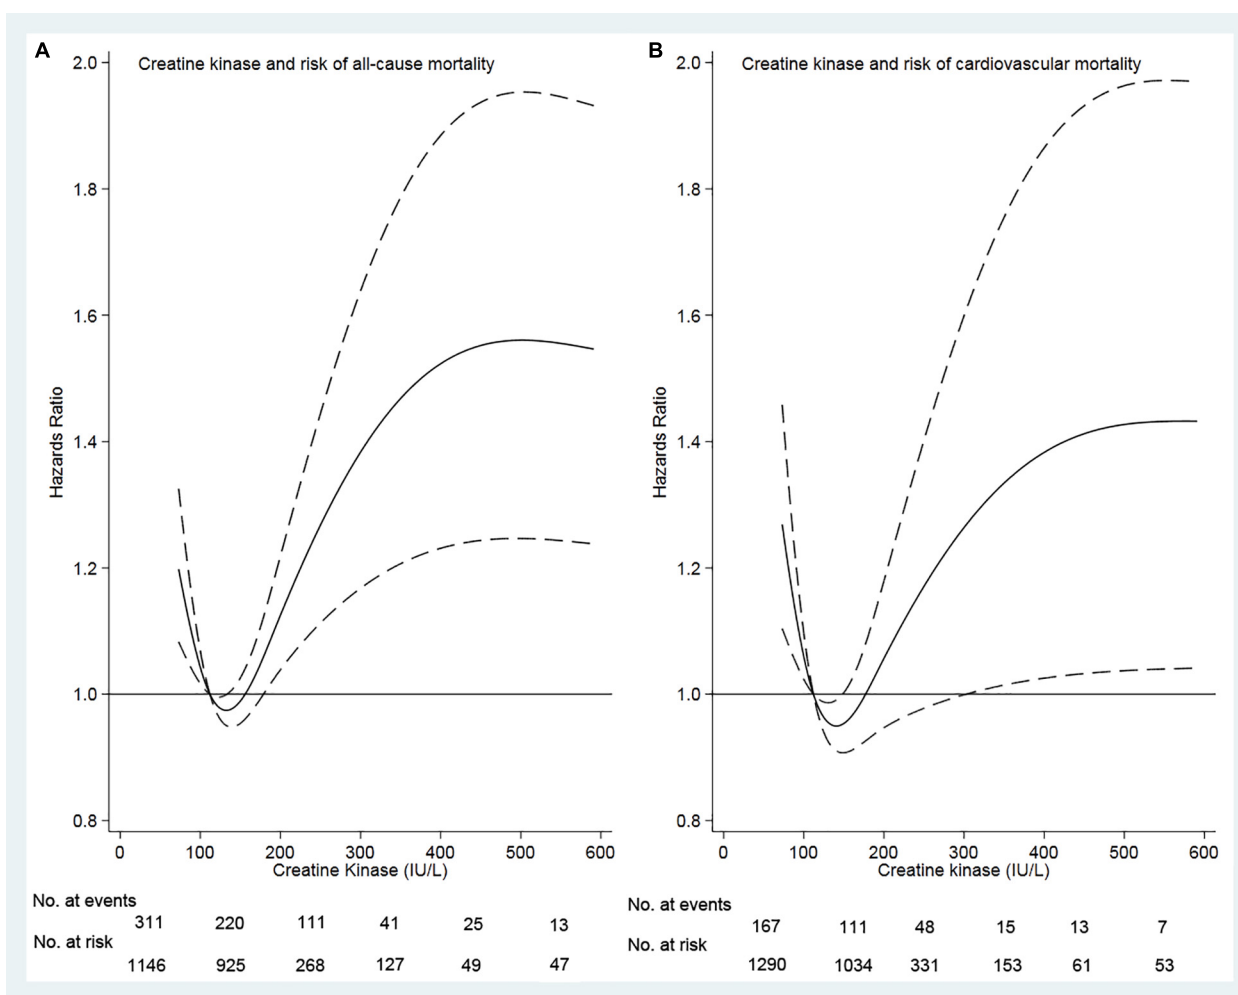 A
Creatine kinase and risk of all-cause mortality
2.0
1.8
1.6
1.4
1.2
1.0
0.8
Hazards Ratio
0 100 200 300 400 500 600
Creatine Kinase (IU/L)
No. at events
311 220 111 41 25 13
No. at risk
1146 925 268 127 49 47
B
Creatine kinase and risk of cardiovascular mortality
2.0
1.8
1.6
1.4
1.2
1.0
0.8
Hazards Ratio
0 100 200 300 400 500 600
Creatine kinase (IU/L)
No. at events
167 111 48 15 13 7
No. at risk
1290 1034 331 153 61 53